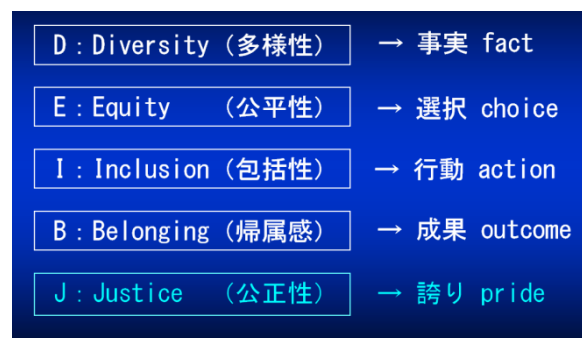 D：Diversity（多様性） → 事実 fact
E：Equity （公平性） → 選択 choice
I：Inclusion（包括性） → 行動 action
B：Belonging（帰属感） → 成果 outcome
J：Justice （公正性） → 誇り pride